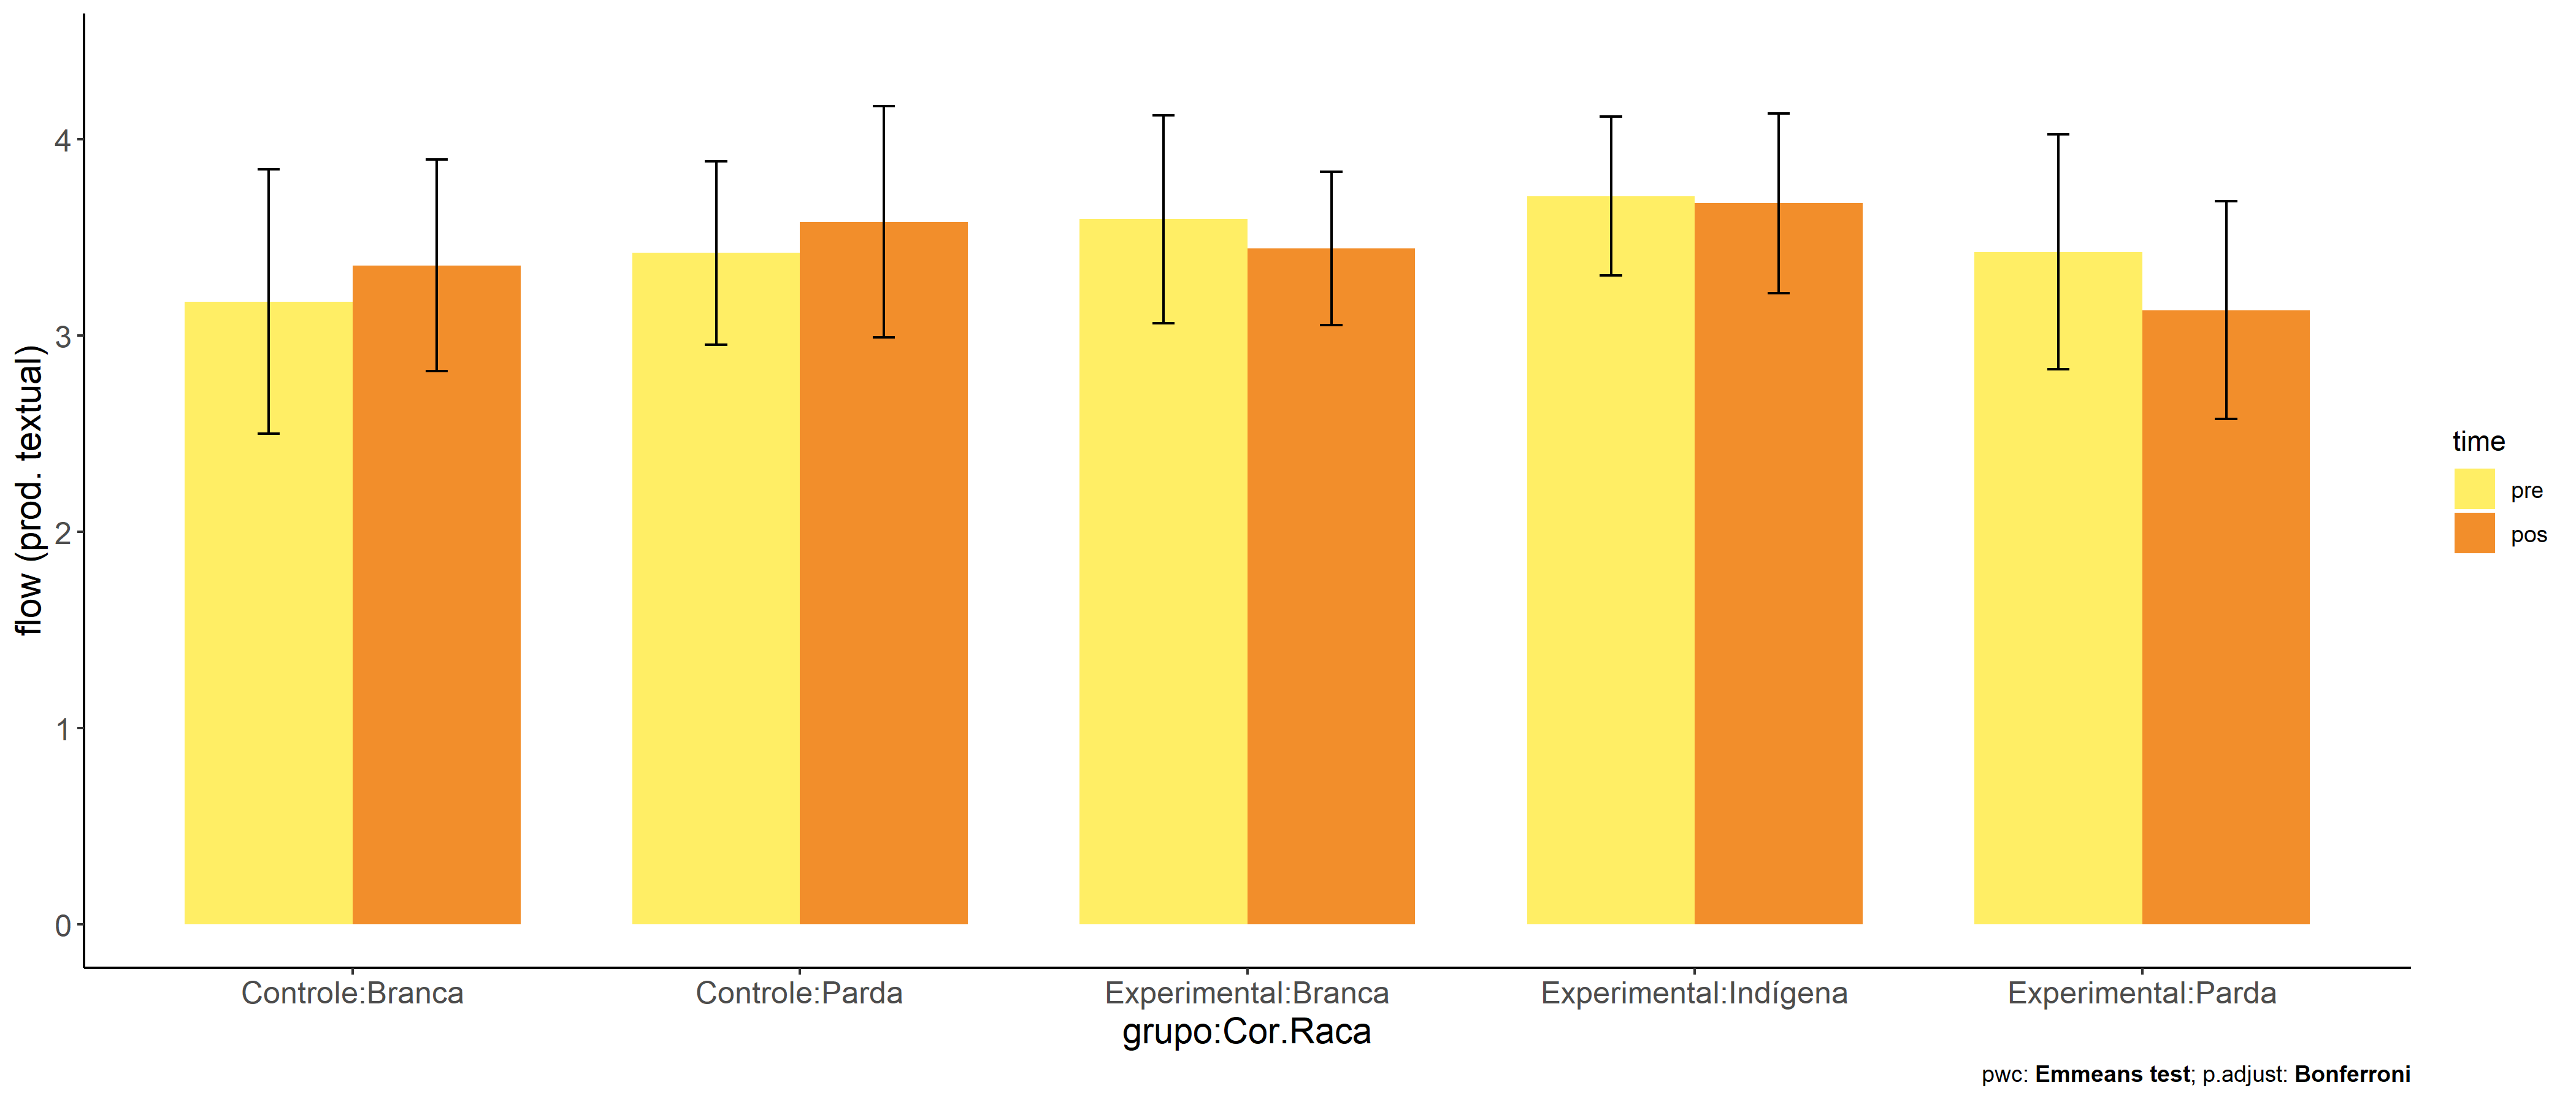 flow (prod. textual)
4
3
2
1
0
Controle:Branca
Controle:Parda
Experimental:Branca
Experimental:Indígena
Experimental:Parda
grupo:Cor.Raca
time
pre
pos
pwc: Emmeans test; p.adjust: Bonferroni